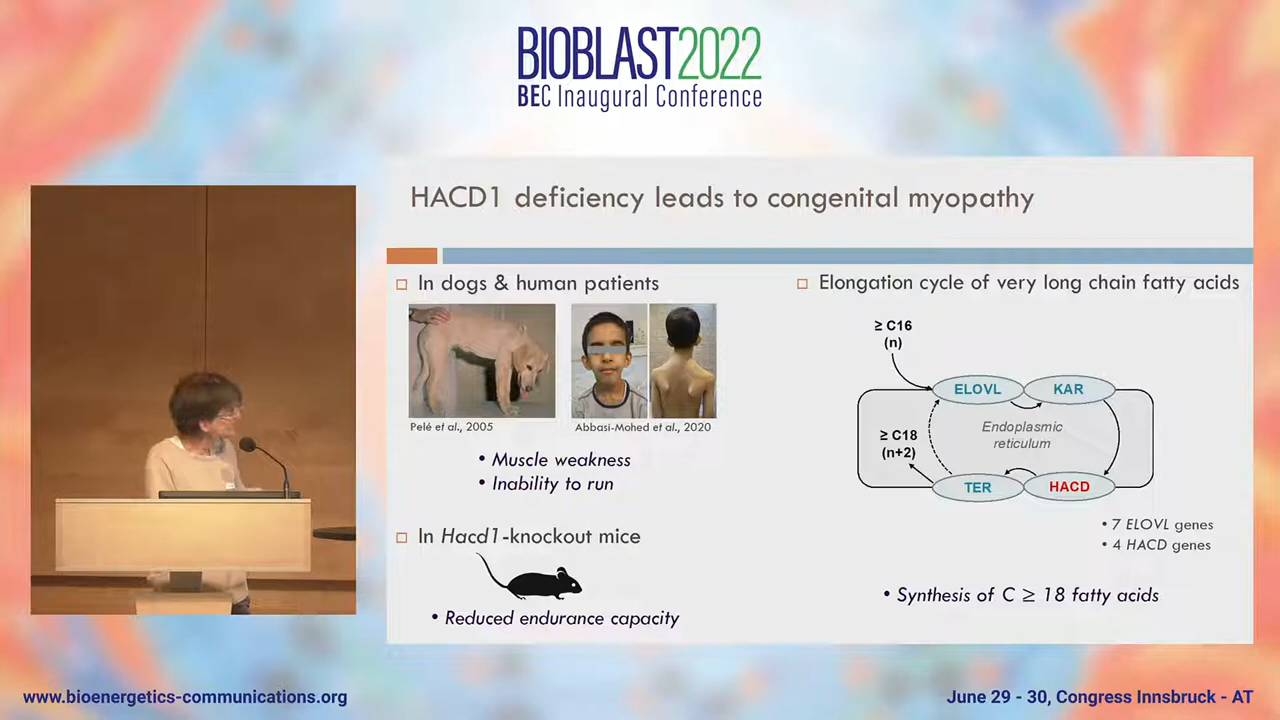 BIOBLAST2022
BEC Inaugural Conference
HACD1 deficiency leads to congenital myopathy
In dogs & human patients
Pelé et al., 2005
Abbasi-Mohed et al., 2020
• Muscle weakness
• Inability to run
In Hacd1-knockout mice
• Reduced endurance capacity
Elongation cycle of very long chain fatty acids
≥ C16
(n)
ELOVL
KAR
Endoplasmic
reticulum
≥ C18
(n+2)
TER
HACD
• 7 ELOVL genes
• 4 HACD genes
• Synthesis of C ≥ 18 fatty acids
www.bioenergetics-communications.org
June 29 - 30, Congress Innsbruck - AT